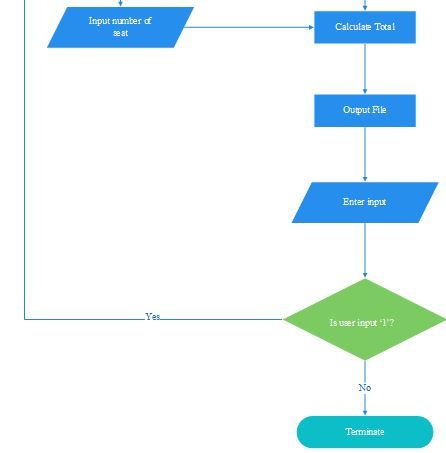 Input number of
seat
Calculate Total
Output File
Enter input
Is user input '1'?
Yes
No
Terminate